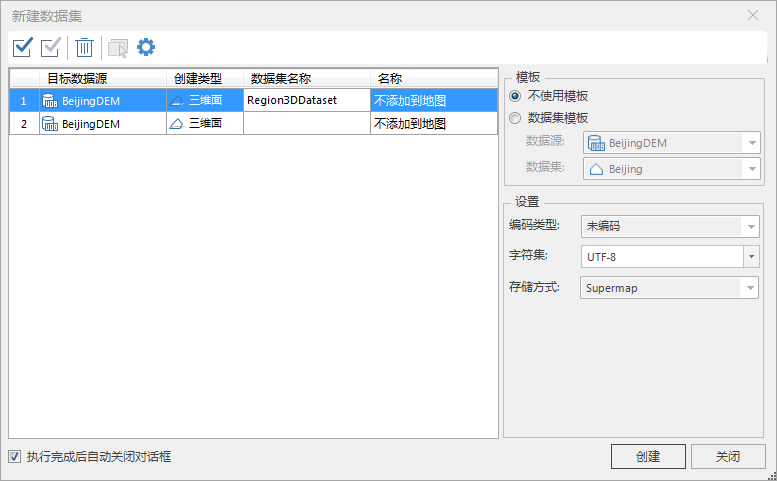 新建数据集
目标数据源 创建类型 数据集名称 名称
1 BeijingDEM 三维面 Region3DDataset 不添加到地图
2 BeijingDEM 三维面 不添加到地图
模板
不使用模板
数据集模板
数据源: BeijingDEM
数据集: Beijing
设置
编码类型: 未编码
字符集: UTF-8
存储方式: Supermap
执行完成后自动关闭对话框
创建 关闭